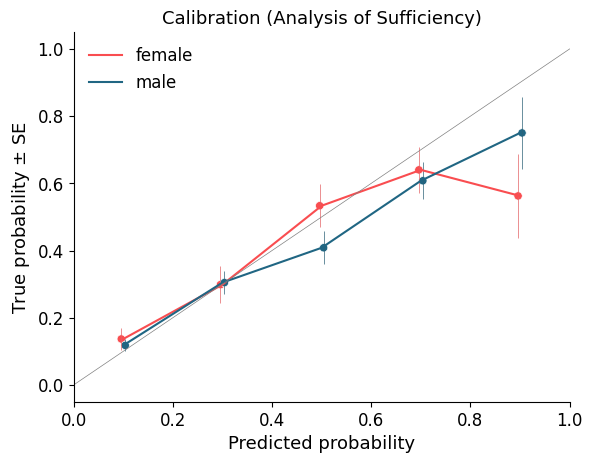 Calibration (Analysis of Sufficiency)
female
male
True probability ± SE
1.0
0.8
0.6
0.4
0.2
0.0
0.0 0.2 0.4 0.6 0.8 1.0
Predicted probability